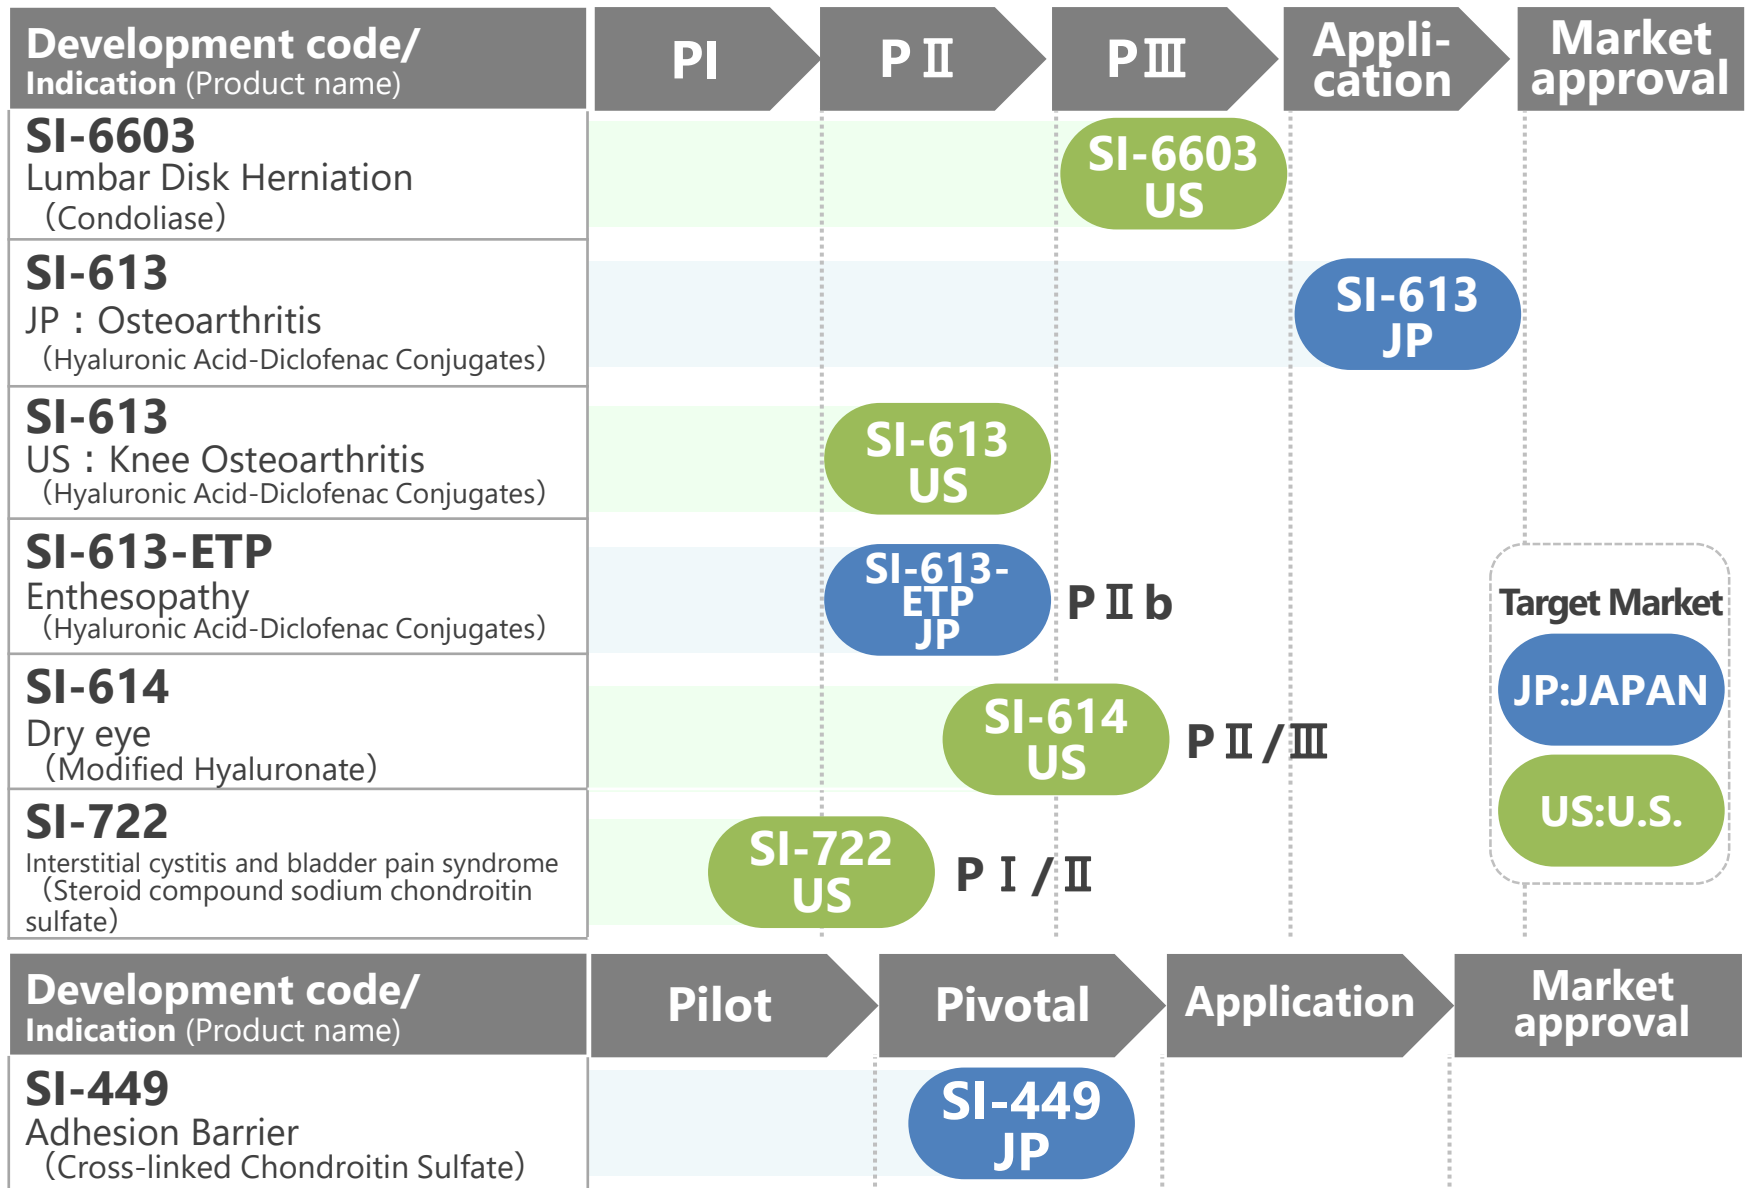 Development code/
Indication (Product name)
PI
PⅡ
PⅢ
Appli-
cation
Market
approval
SI-6603
Lumbar Disk Herniation
（Condoliase）
SI-6603
US
SI-613
JP：Osteoarthritis
（Hyaluronic Acid-Diclofenac Conjugates）
SI-613
JP
SI-613
US：Knee Osteoarthritis
（Hyaluronic Acid-Diclofenac Conjugates）
SI-613
US
SI-613-ETP
Enthesopathy
（Hyaluronic Acid-Diclofenac Conjugates）
SI-613-
ETP
JP
PⅡb
Target Market
JP:JAPAN
US:U.S.
SI-614
Dry eye
（Modified Hyaluronate）
SI-614
US
PⅡ/Ⅲ
SI-722
Interstitial cystitis and bladder pain syndrome
（Steroid compound sodium chondroitin
sulfate）
SI-722
US
PⅠ/Ⅱ
Development code/
Indication (Product name)
Pilot
Pivotal
Application
Market
approval
SI-449
Adhesion Barrier
（Cross-linked Chondroitin Sulfate）
SI-449
JP